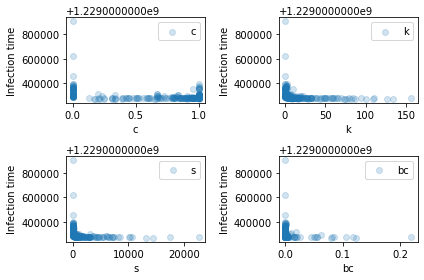 +1.2290000000e9
+1.2290000000e9
Infection time
800000
600000
400000
c
0.0
0.5
1.0
c
Infection time
800000
600000
400000
k
0
50
100
150
k
+1.2290000000e9
+1.2290000000e9
Infection time
800000
600000
400000
s
0
10000
20000
s
Infection time
800000
600000
400000
bc
0.0
0.1
0.2
bc